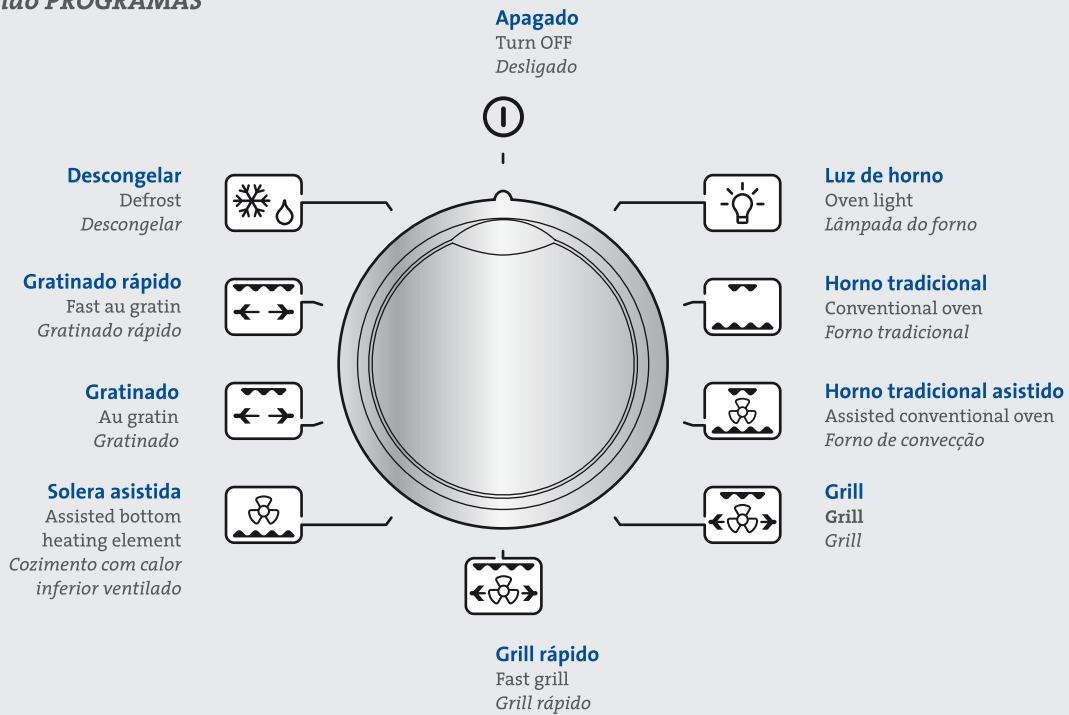 PROGRAMAS
Apagado
Turn OFF
Desligado
Descongelar
Defrost
Descongelar
Gratinado rápido
Fast au gratin
Gratinado rápido
Gratinado
Au gratin
Gratinado
Solera asistida
Assisted bottom
heating element
Cozimento com calor
inferior ventilado
Luz de horno
Oven light
Lâmpada do forno
Horno tradicional
Conventional oven
Forno tradicional
Horno tradicional asistido
Assisted conventional oven
Forno de convecção
Grill
Grill
Grill
Grill rápido
Fast grill
Grill rápido